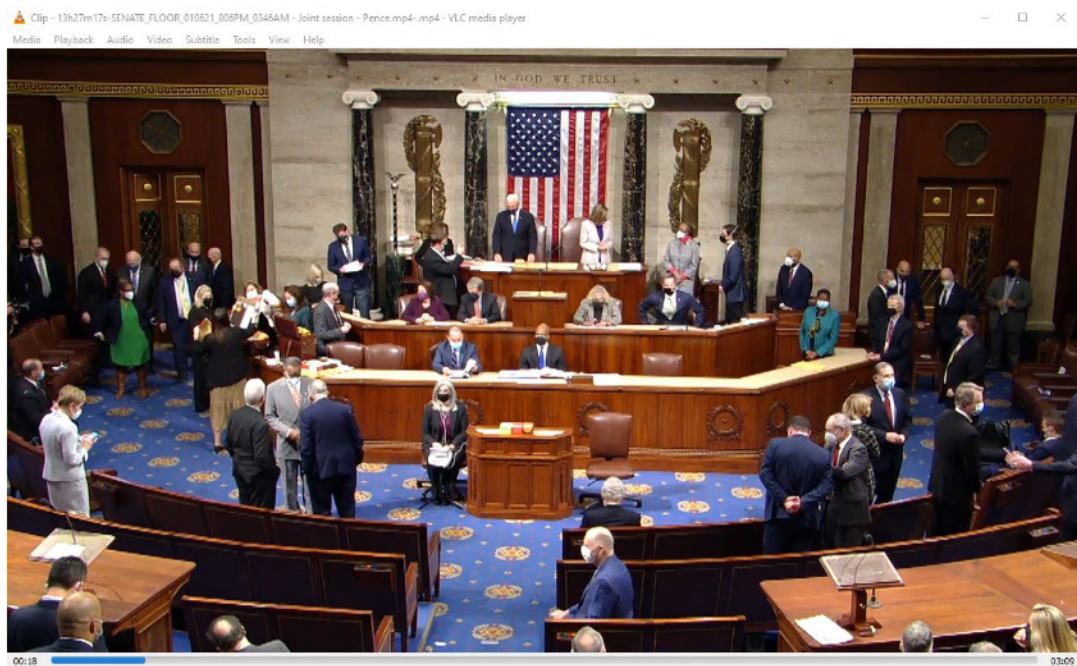 Clip - 13h27m17s-SENATE_FLOOR_010621_806PM_0346AM - Joint session - Pence.mp4-.mp4 - VLC media player
Media Playback Audio Video Subtitle Tools View Help
IN GOD WE TRUST
00:18 03:09